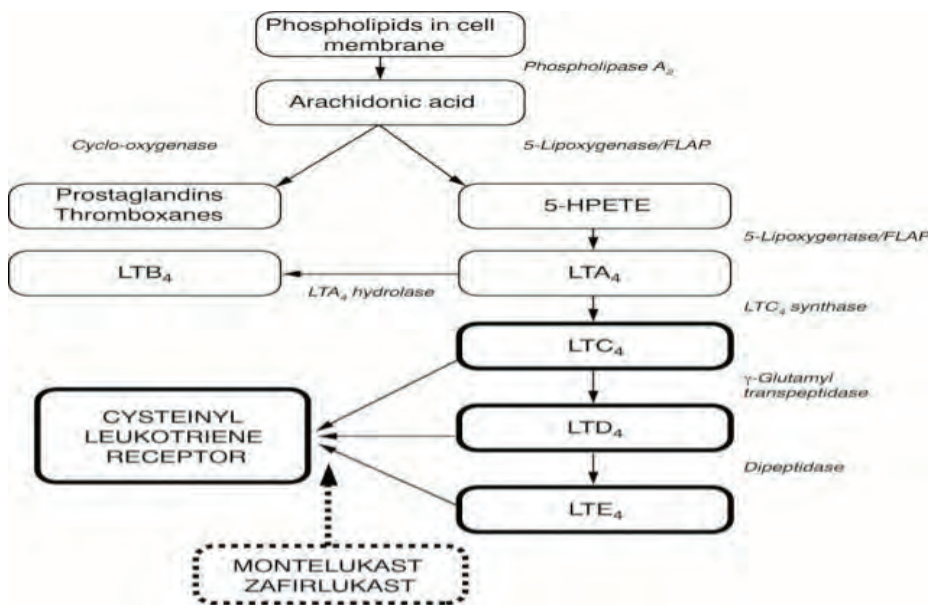 Phospholipids in cell
membrane
Phospholipase A₂
Arachidonic acid
Cyclo-oxygenase
5-Lipoxygenase/FLAP
Prostaglandins
Thromboxanes
5-HPETE
5-Lipoxygenase/FLAP
LTB₄
LTA₄
LTA₄ hydrolase
LTC₄ synthase
LTC₄
γ-Glutamyl
transpeptidase
CYSTEINYL
LEUKOTRIENE
RECEPTOR
LTD₄
Dipeptidase
LTE₄
MONTELUKAST
ZAFIRLUKAST